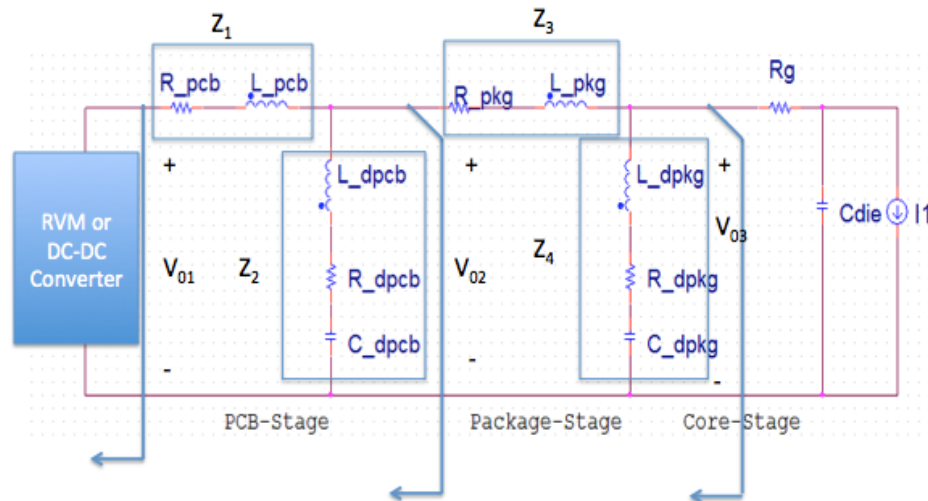 Z1
Z3
R_pcb
L_pcb
R_pkg
L_pkg
Rg
+
+
+
L_dpcb
L_dpkg
RVM or
DC-DC
Converter
V01
Z2
R_dpcb
V02
Z4
R_dpkg
V03
Cdie
I1
C_dpcb
C_dpkg
-
-
-
PCB-Stage
Package-Stage
Core-Stage